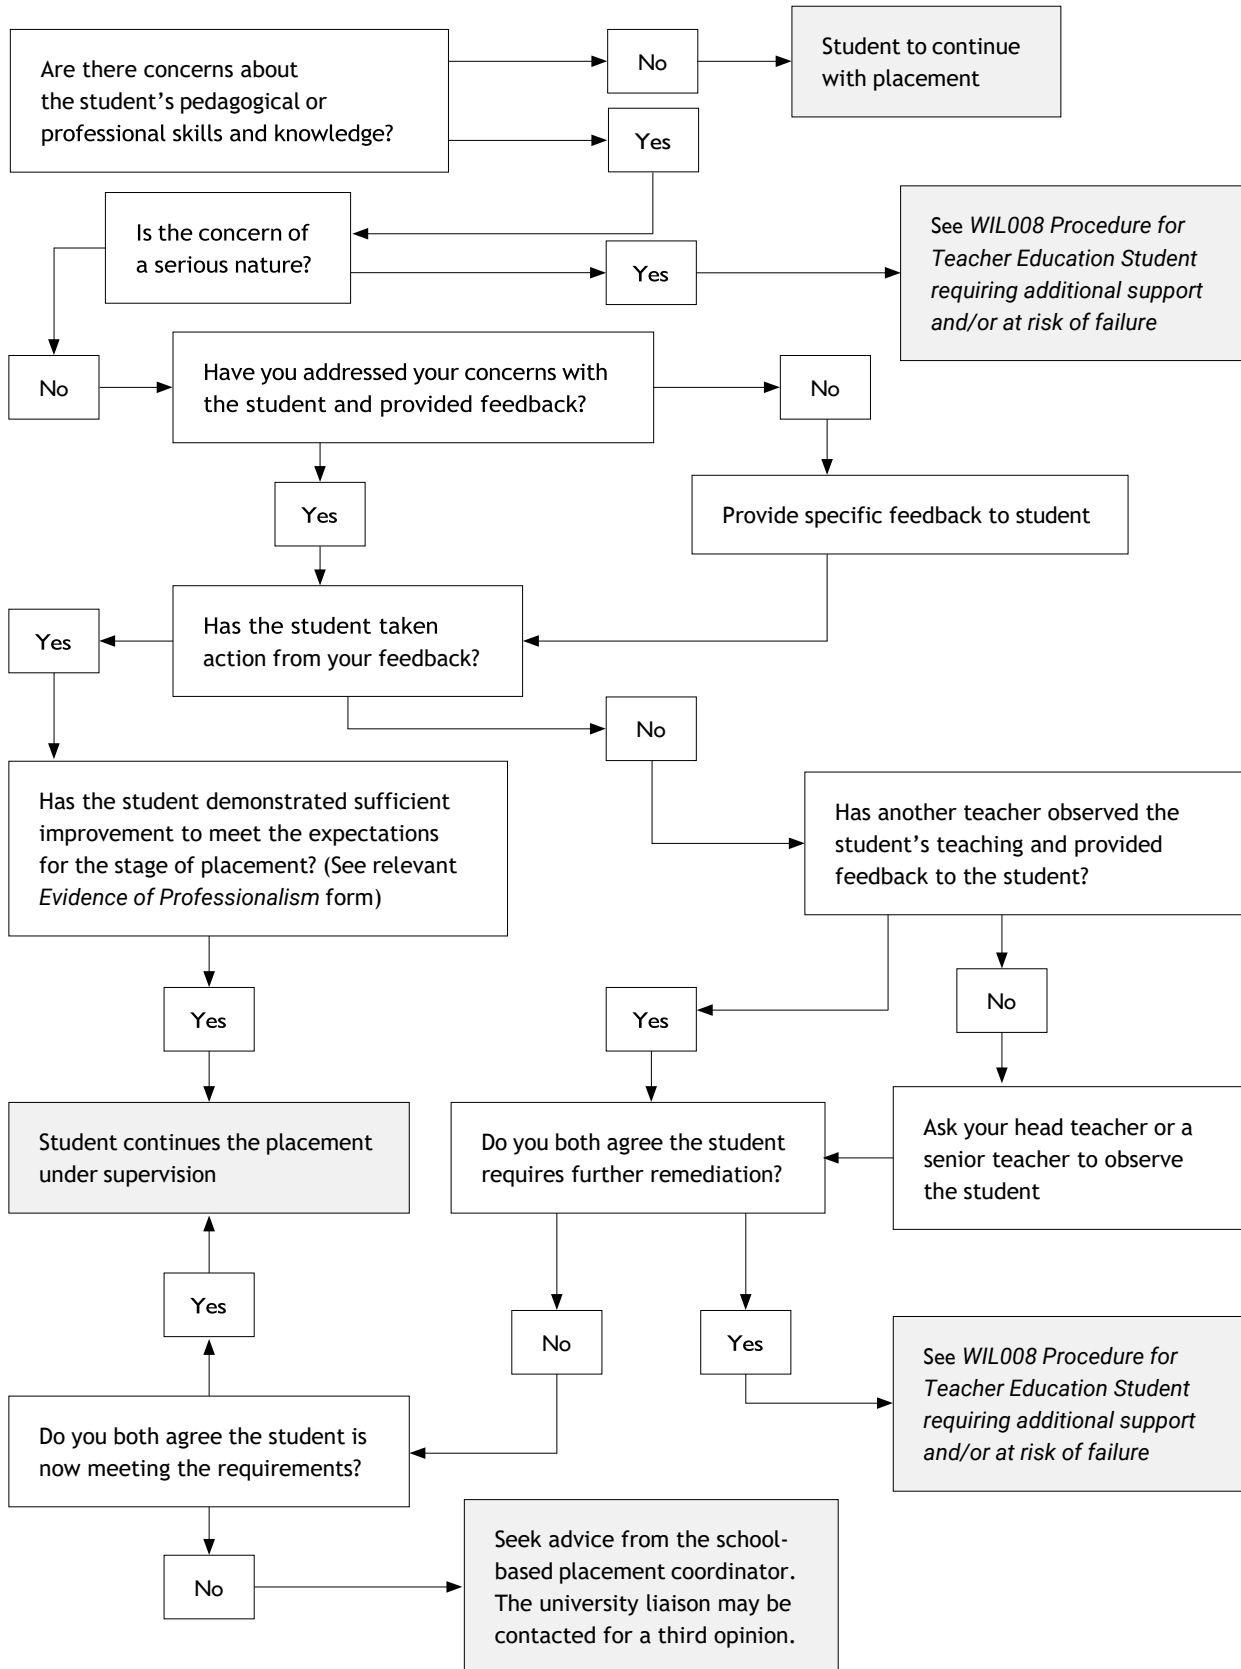 Are there concerns about
the student’s pedagogical or
professional skills and knowledge?
No
Student to continue
with placement
Yes
Is the concern of
a serious nature?
Yes
See WIL008 Procedure for
Teacher Education Student
requiring additional support
and/or at risk of failure
No
Have you addressed your concerns with
the student and provided feedback?
No
Yes
Provide specific feedback to student
Yes
Has the student taken
action from your feedback?
No
Has the student demonstrated sufficient
improvement to meet the expectations
for the stage of placement? (See relevant
Evidence of Professionalism form)
Has another teacher observed the
student’s teaching and provided
feedback to the student?
Yes
Yes
No
Student continues the placement
under supervision
Do you both agree the student
requires further remediation?
Ask your head teacher or a
senior teacher to observe
the student
Yes
No
Yes
See WIL008 Procedure for
Teacher Education Student
requiring additional support
and/or at risk of failure
Do you both agree the student is
now meeting the requirements?
No
Seek advice from the school-
based placement coordinator.
The university liaison may be
contacted for a third opinion.